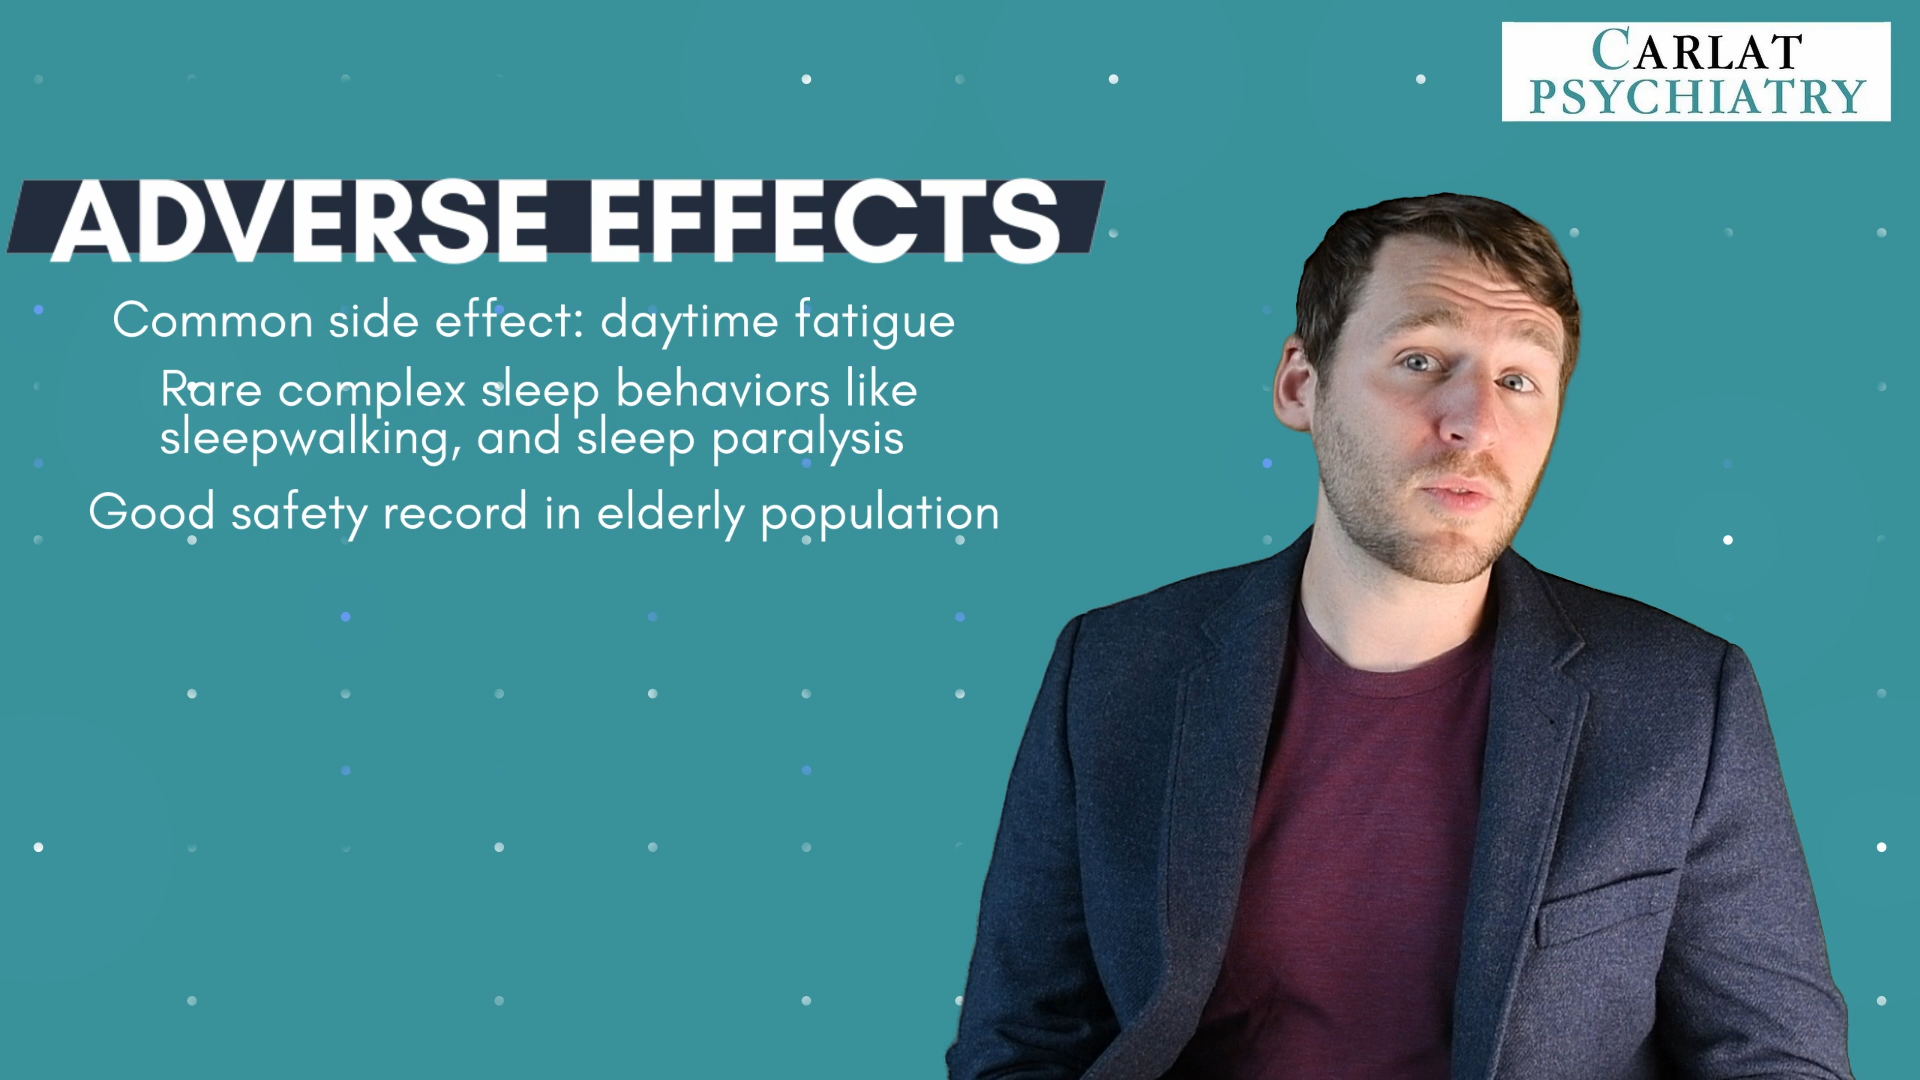 CARLAT
PSYCHIATRY
ADVERSE EFFECTS
Common side effect: daytime fatigue
Rare complex sleep behaviors like
sleepwalking, and sleep paralysis
Good safety record in elderly population